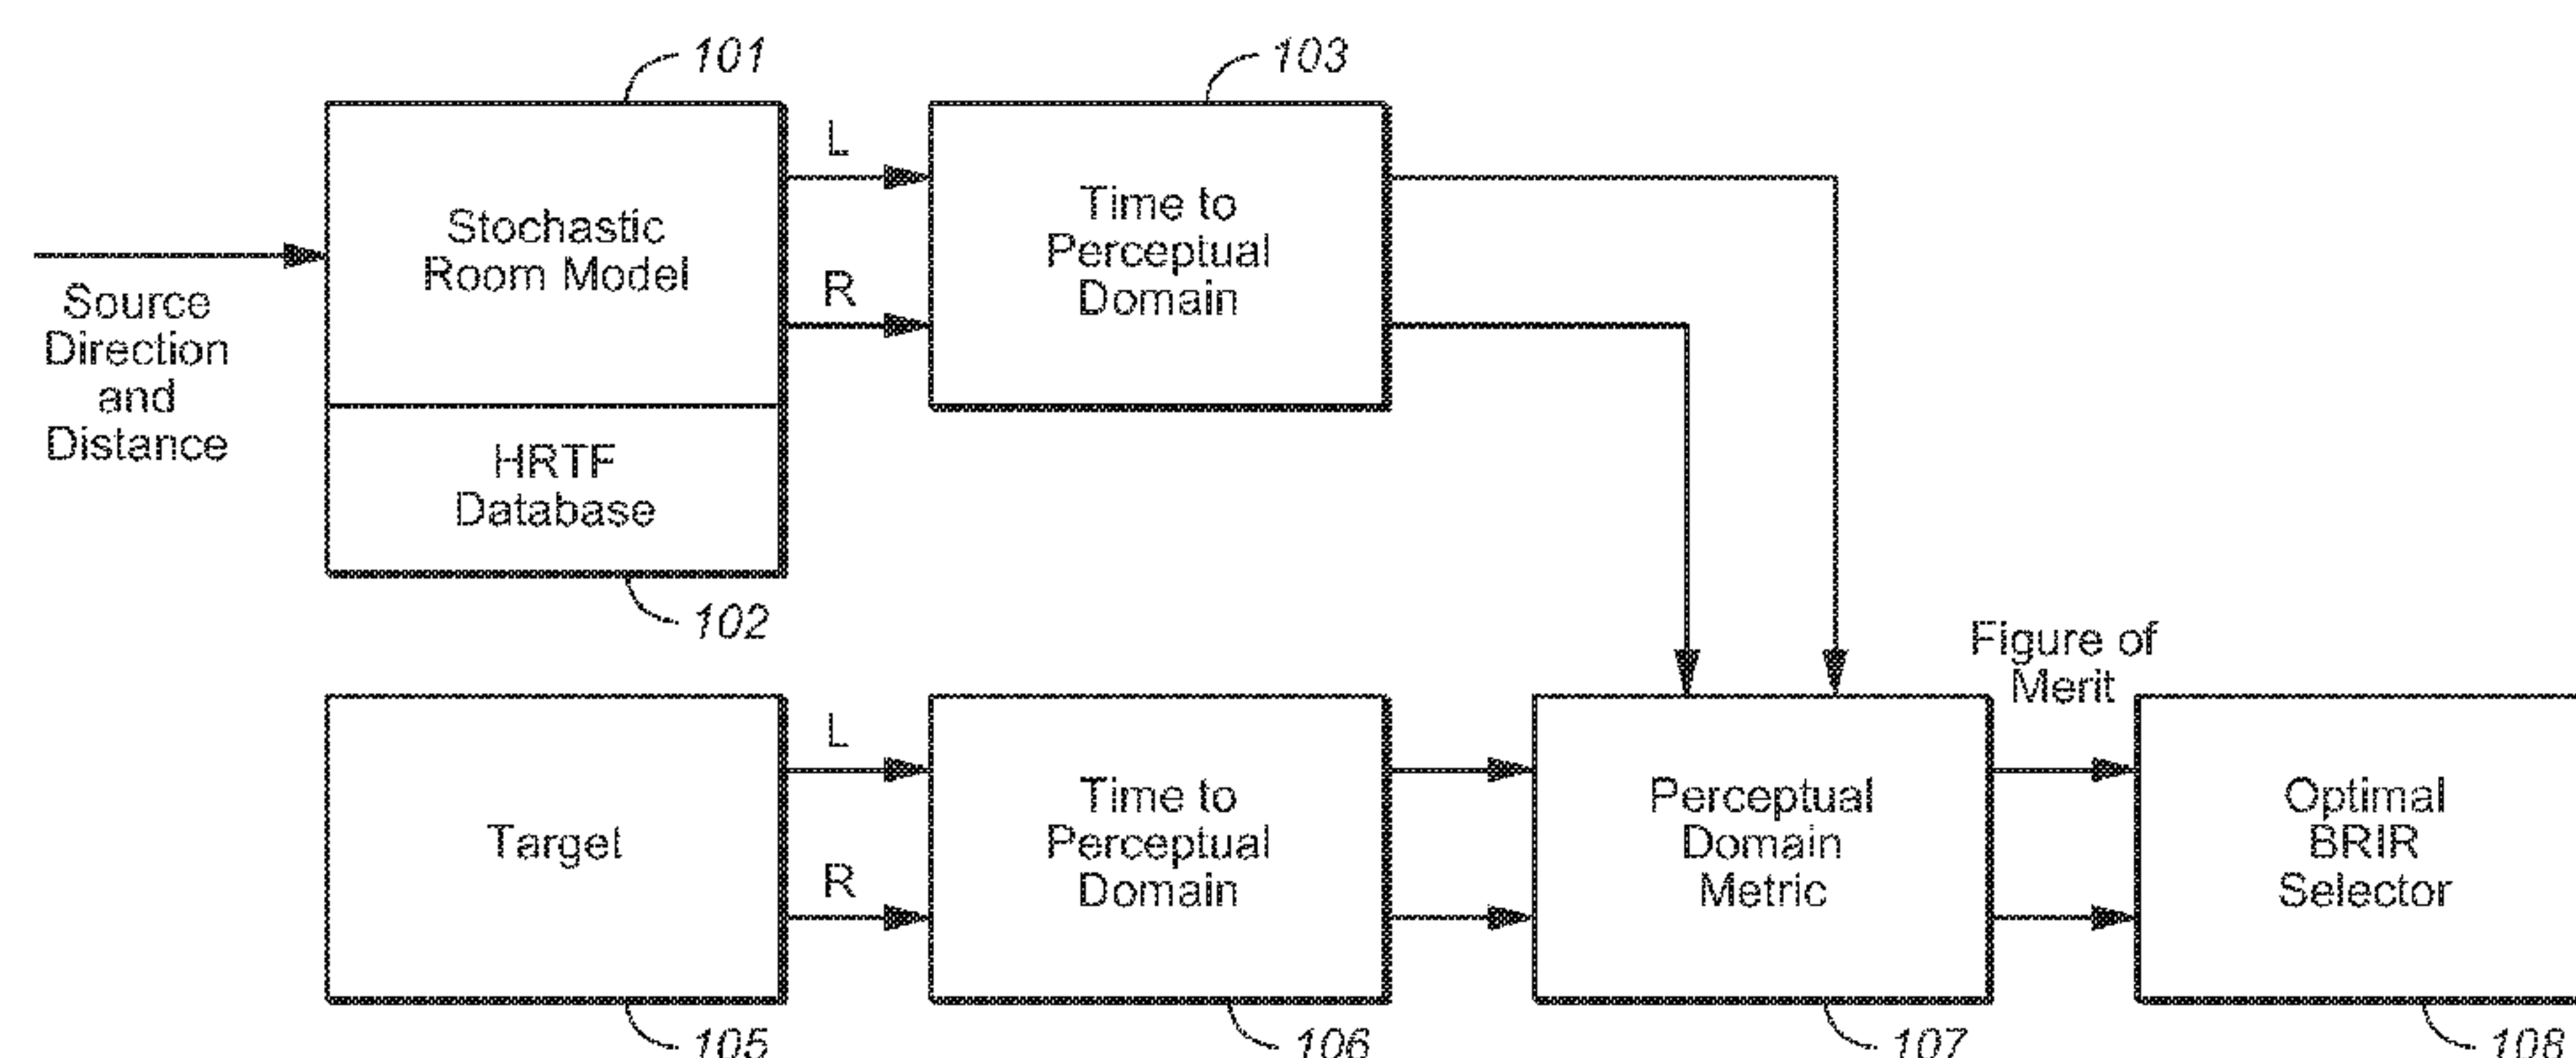 101
103
L
Stochastic
Room Model
R
Time to
Perceptual
Domain
Source
Direction
and
Distance
HRTF
Database
102
Figure of
Merit
L
Target
R
Time to
Perceptual
Domain
Perceptual
Domain
Metric
Optimal
BRIR
Selector
105
106
107
108